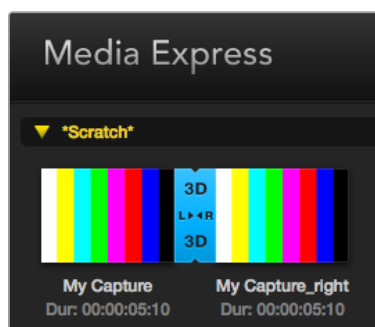 Media Express
▼ *Scratch*
3D
L▶◀R
3D
My Capture My Capture_right
Dur: 00:00:05:10 Dur: 00:00:05:10